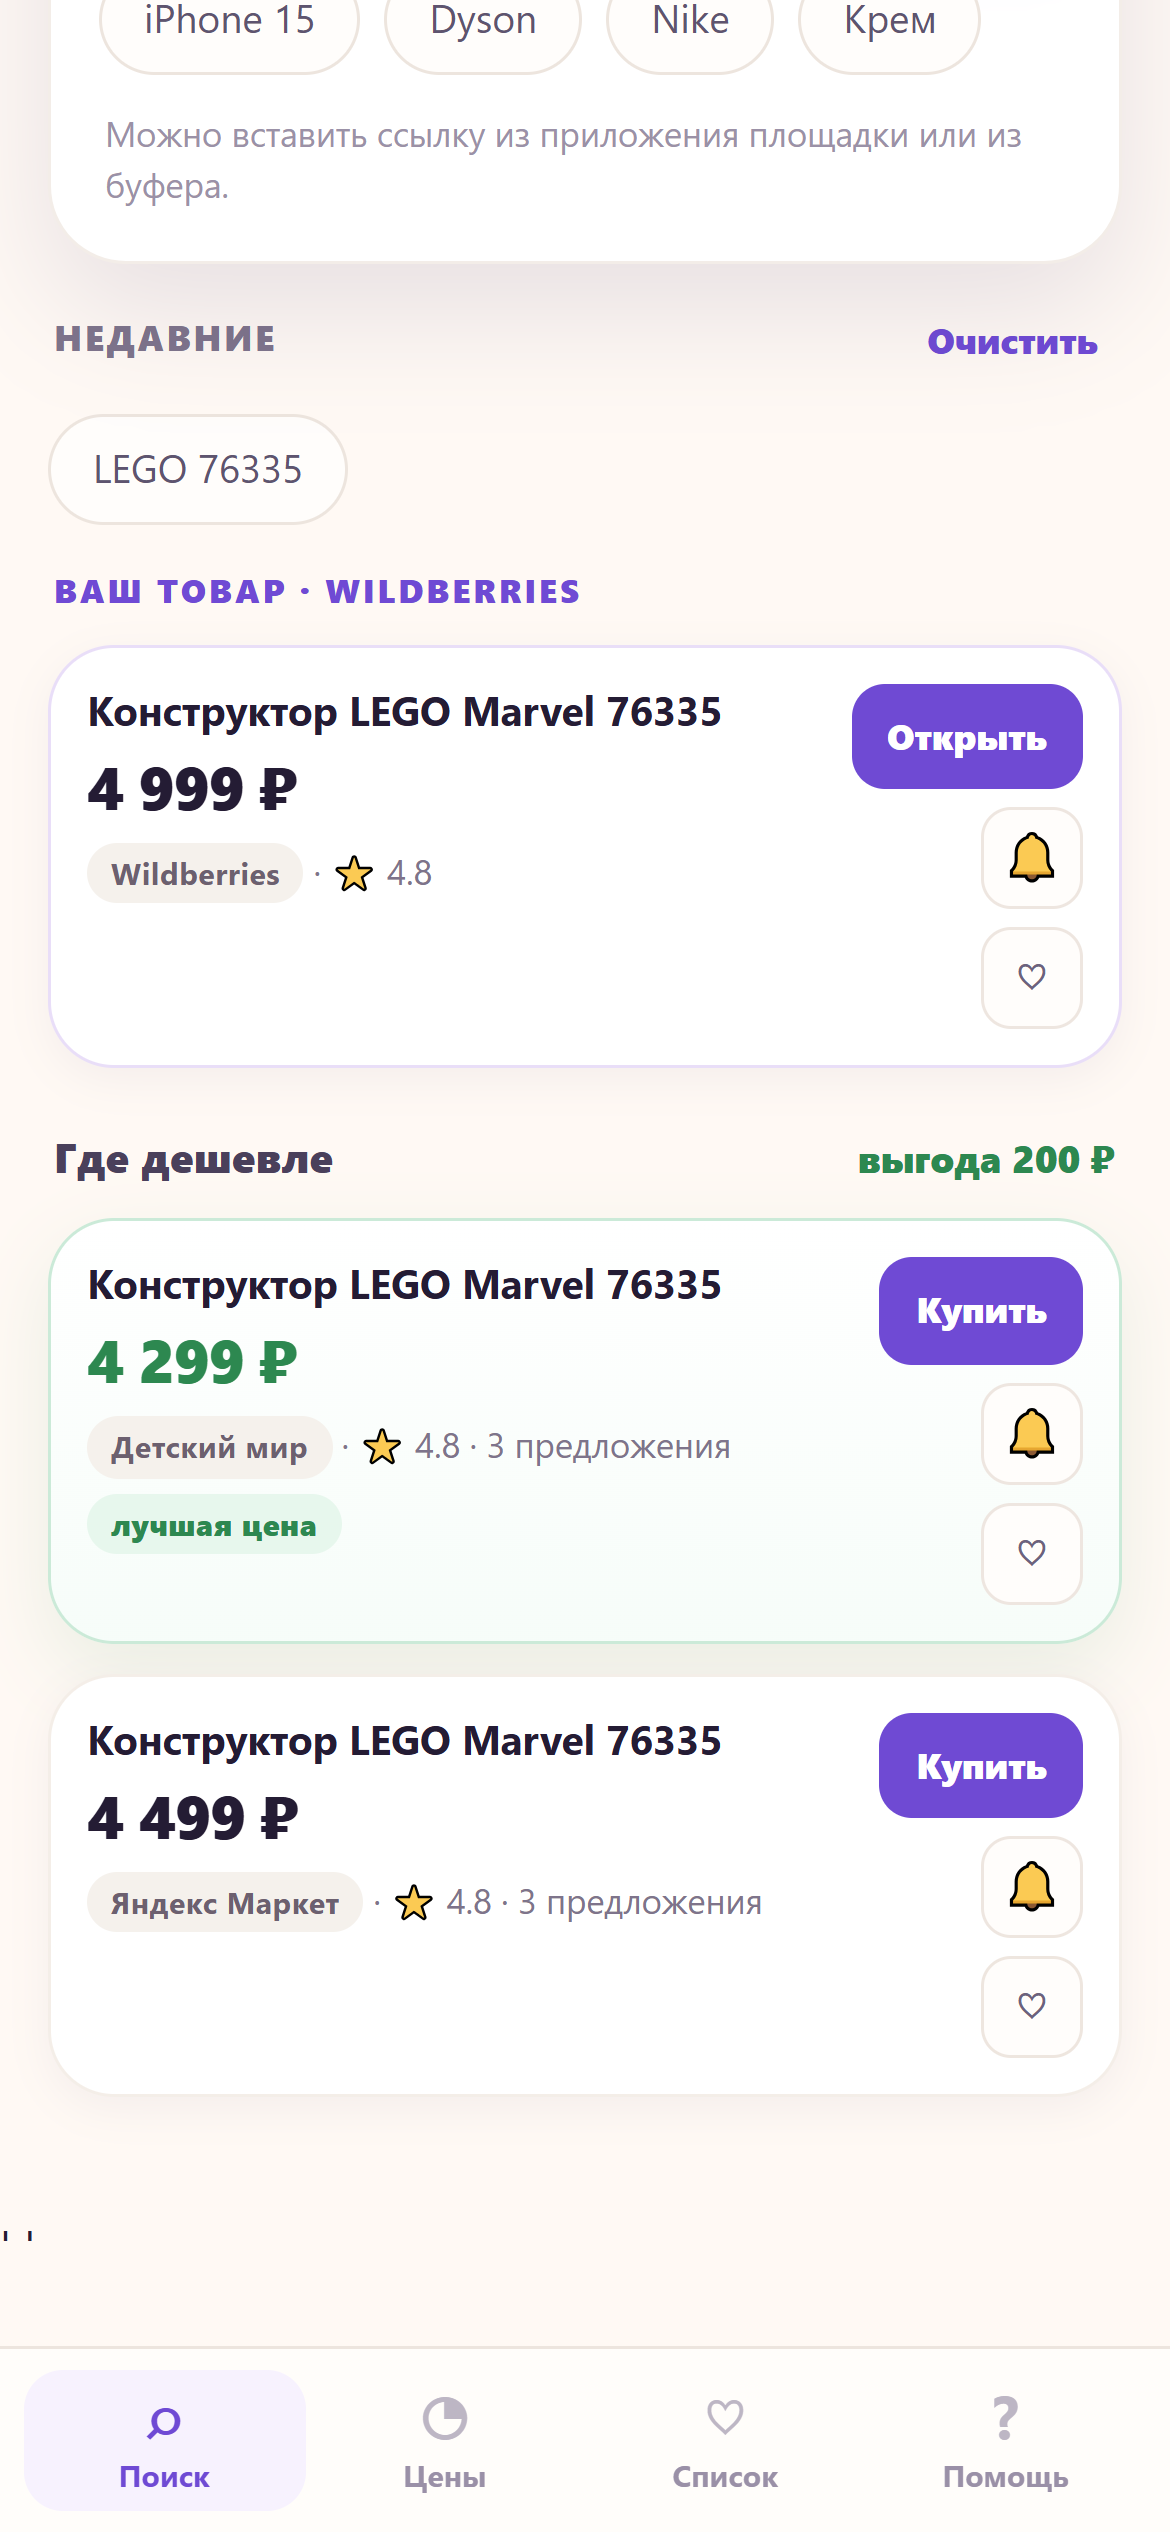 iPhone 15 Dyson Nike Крем
Можно вставить ссылку из приложения площадки или из
буфера.
НЕДАВНИЕ Очистить
LEGO 76335
ВАШ ТОВАР · WILDBERRIES
Конструктор LEGO Marvel 76335
Открыть
4 999 ₽
Wildberries · ⭐ 4.8
♡
Где дешевле выгода 200 ₽
Конструктор LEGO Marvel 76335
Купить
4 299 ₽
Детский мир · ⭐ 4.8 · 3 предложения
лучшая цена
♡
Конструктор LEGO Marvel 76335
Купить
4 499 ₽
Яндекс Маркет · ⭐ 4.8 · 3 предложения
♡
' '
Поиск Цены Список Помощь